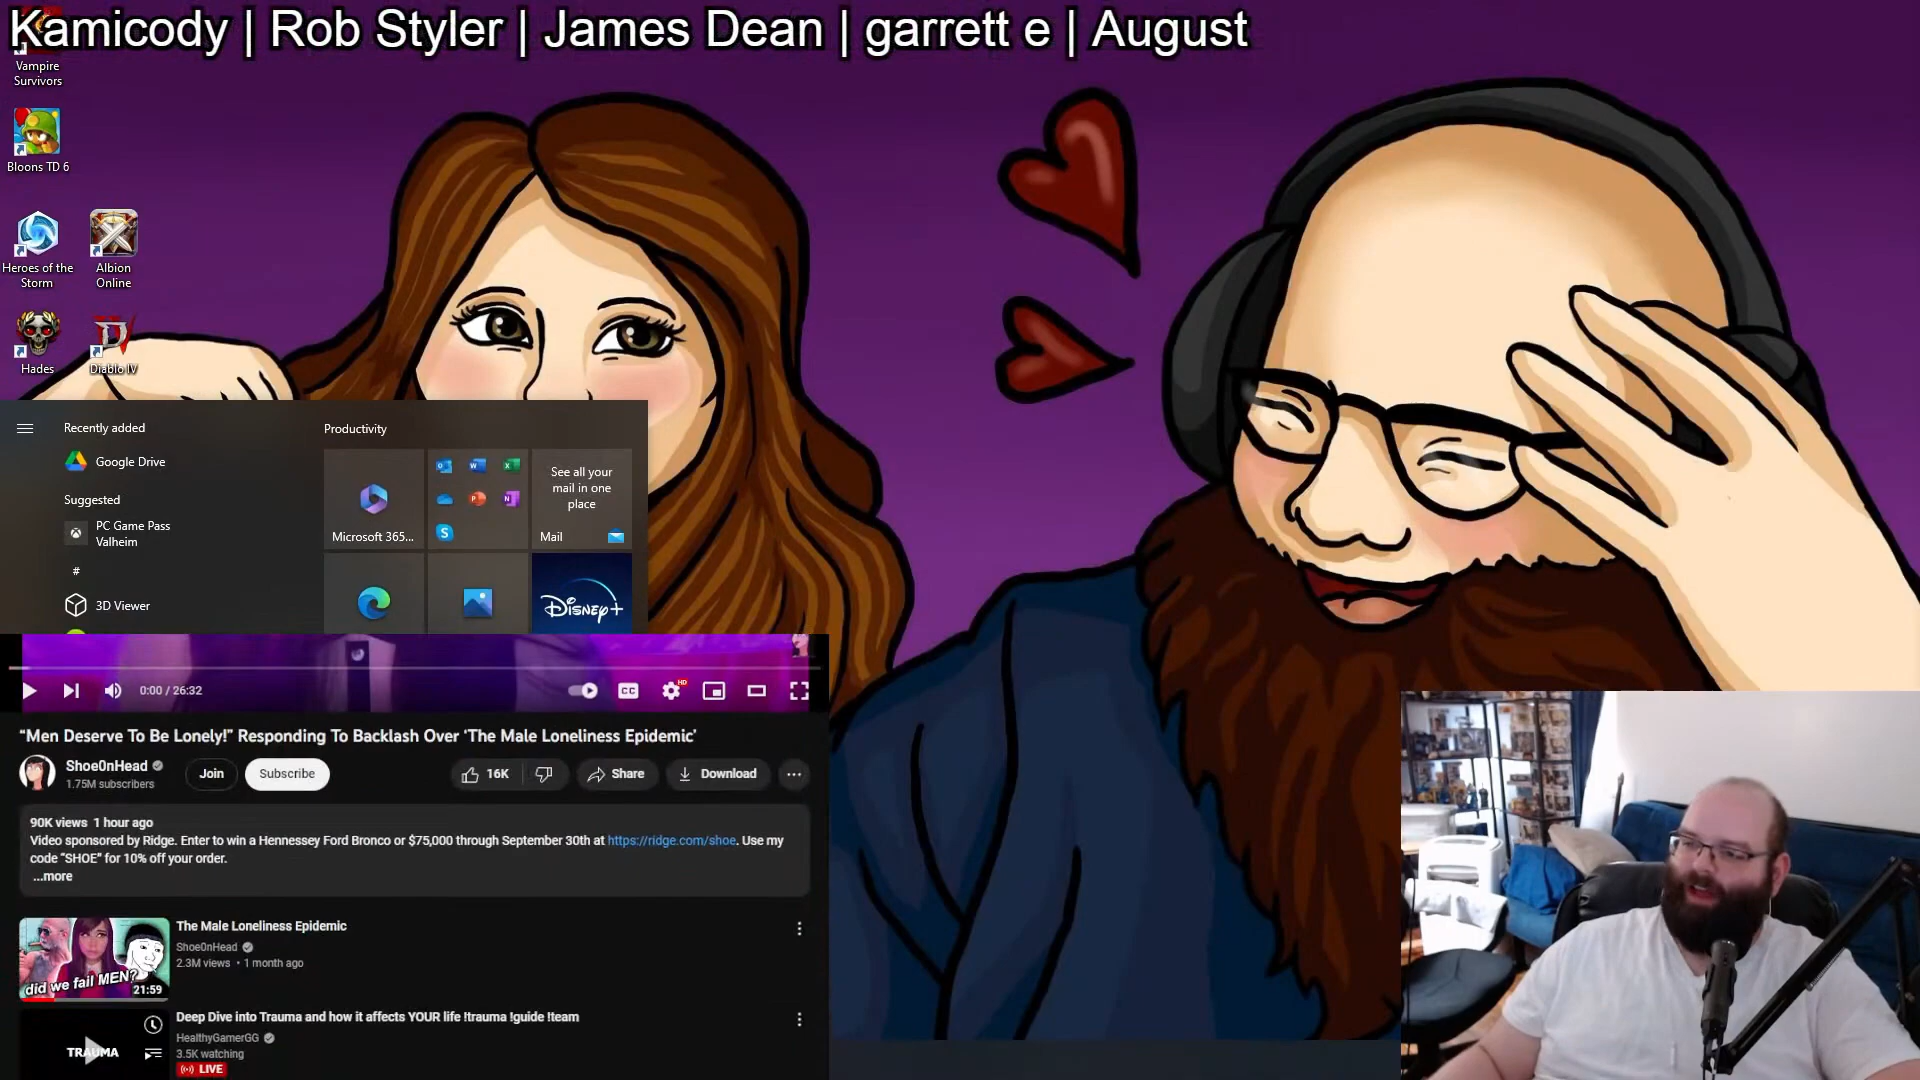 Kamicody | Rob Styler | James Dean | garrett e | August
Vampire
Survivors
Bloons TD 6
Heroes of the
Storm
Albion
Online
Hades
Diablo IV
Recently added
Google Drive
Suggested
PC Game Pass
Valheim
#
3D Viewer
Productivity
Microsoft 365...
See all your
mail in one
place
Mail
Disney+
0:00 / 26:32
CC
HD
“Men Deserve To Be Lonely!” Responding To Backlash Over ‘The Male Loneliness Epidemic’
Shoe0nHead
1.75M subscribers
Join
Subscribe
16K
Share
Download
90K views 1 hour ago
Video sponsored by Ridge. Enter to win a Hennessey Ford Bronco or $75,000 through September 30th at https://ridge.com/shoe. Use my
code “SHOE” for 10% off your order.
...more
did we fail MEN?
21:59
The Male Loneliness Epidemic
Shoe0nHead
2.3M views • 1 month ago
TRAUMA
Deep Dive into Trauma and how it affects YOUR life !trauma !guide !team
HealthyGamerGG
3.5K watching
LIVE